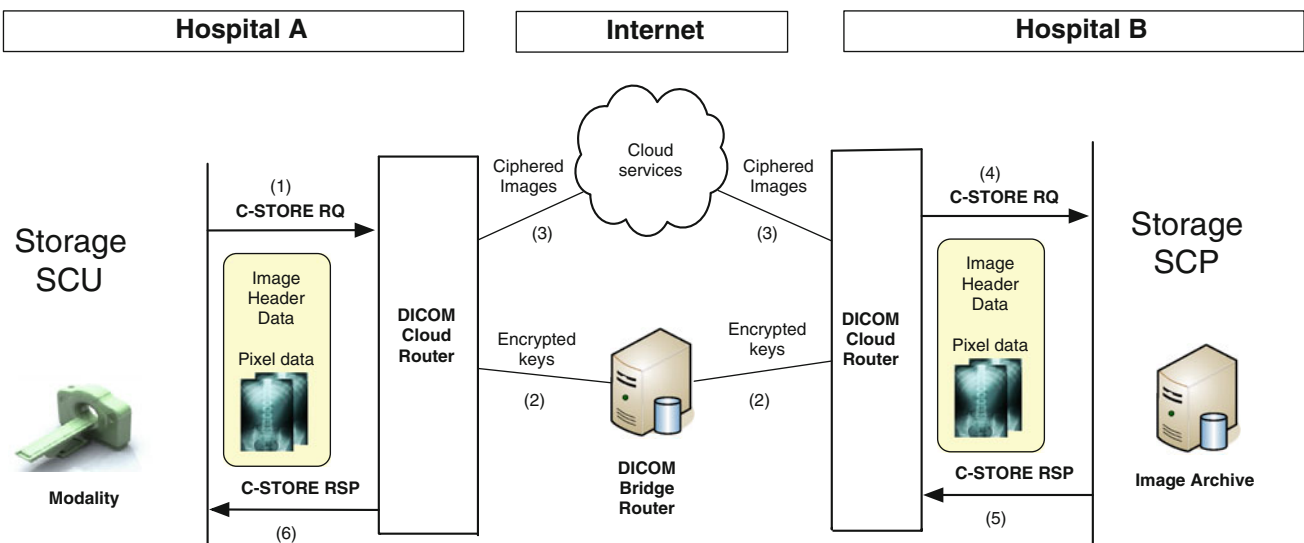 Hospital A
Internet
Hospital B
Storage
SCU
Modality
(1)
C-STORE RQ
Image
Header
Data
Pixel data
C-STORE RSP
(6)
DICOM
Cloud
Router
Ciphered
Images
(3)
Cloud
services
Ciphered
Images
(3)
Encrypted
keys
(2)
Encrypted
keys
(2)
DICOM
Bridge
Router
DICOM
Cloud
Router
(4)
C-STORE RQ
Image
Header
Data
Pixel data
C-STORE RSP
(5)
Storage
SCP
Image Archive